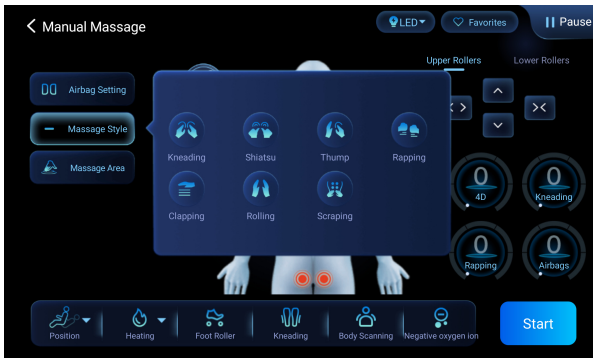 Manual Massage
LED
Favorites
Pause
Upper Rollers
Lower Rollers
Airbag Setting
Massage Style
Massage Area
Kneading
Shiatsu
Thump
Rapping
Clapping
Rolling
Scraping
0
4D
0
Kneading
0
Rapping
0
Airbags
Position
Heating
Foot Roller
Kneading
Body Scanning
Negative oxygen ion
Start